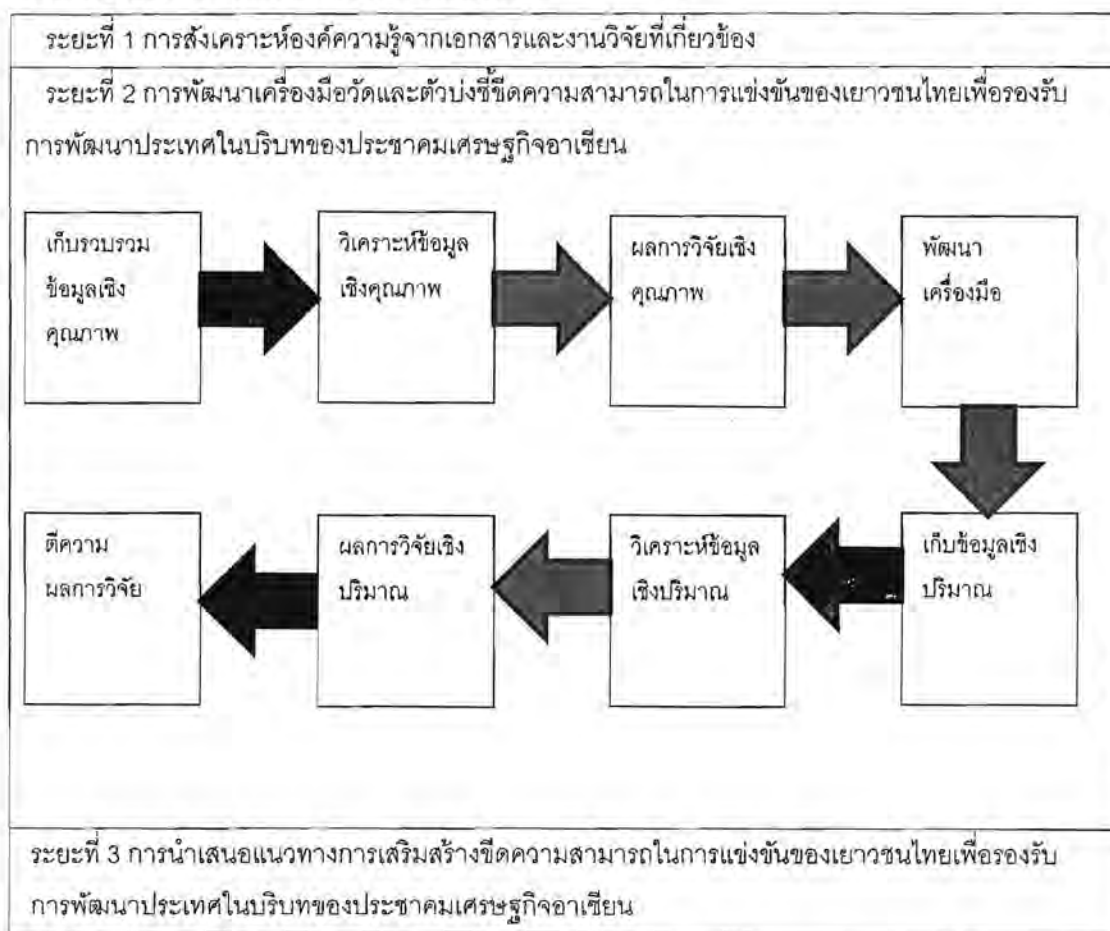 ระยะที่ 1 การสังเคราะห์องค์ความรู้จากเอกสารและงานวิจัยที่เกี่ยวข้อง
ระยะที่ 2 การพัฒนาเครื่องมือวัดและตัวบ่งชี้ขีดความสามารถในการแข่งขันของเยาวชนไทยเพื่อรองรับ
การพัฒนาประเทศในบริบทของประชาคมเศรษฐกิจอาเซียน
เก็บรวบรวม
ข้อมูลเชิง
คุณภาพ
วิเคราะห์ข้อมูล
เชิงคุณภาพ
ผลการวิจัยเชิง
คุณภาพ
พัฒนา
เครื่องมือ
เก็บข้อมูลเชิง
ปริมาณ
วิเคราะห์ข้อมูล
เชิงปริมาณ
ผลการวิจัยเชิง
ปริมาณ
ตีความ
ผลการวิจัย
ระยะที่ 3 การนำเสนอแนวทางการเสริมสร้างขีดความสามารถในการแข่งขันของเยาวชนไทยเพื่อรองรับ
การพัฒนาประเทศในบริบทของประชาคมเศรษฐกิจอาเซียน